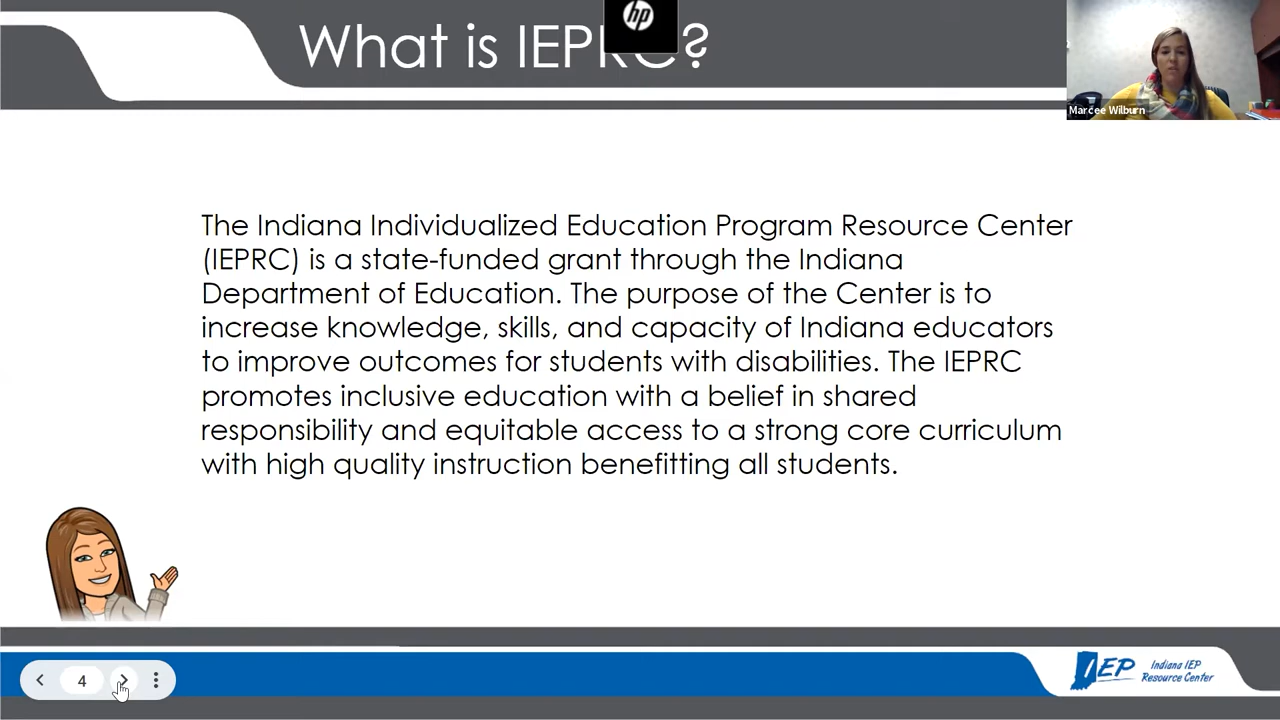 What is IEPRC?
hp
Marcee Wilburn
The Indiana Individualized Education Program Resource Center
(IEPRC) is a state-funded grant through the Indiana
Department of Education. The purpose of the Center is to
increase knowledge, skills, and capacity of Indiana educators
to improve outcomes for students with disabilities. The IEPRC
promotes inclusive education with a belief in shared
responsibility and equitable access to a strong core curriculum
with high quality instruction benefitting all students.
4
IEP
Indiana IEP
Resource Center